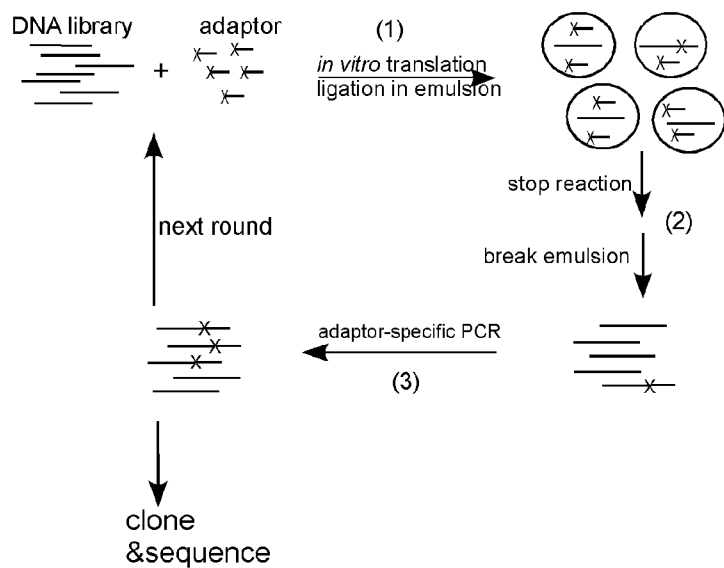 DNA library
adaptor
+
(1)
in vitro translation
ligation in emulsion
stop reaction
(2)
break emulsion
adaptor-specific PCR
(3)
next round
clone
&sequence